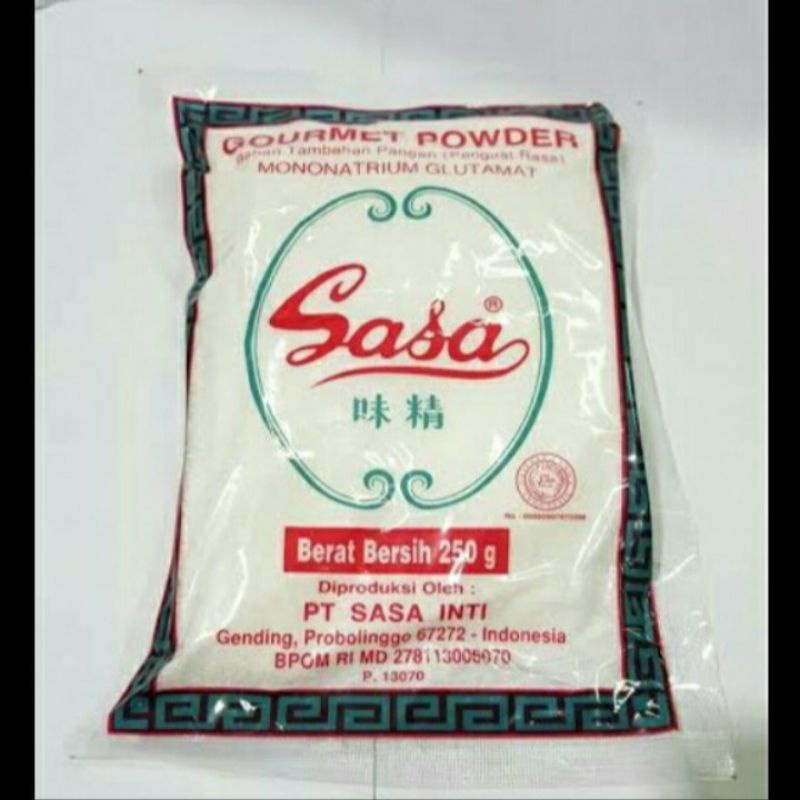 GOURMET POWDER
Bahan Tambahan Pangan (Penguat Rasa)
MONONATRIUM GLUTAMAT
Sasa®
味精
Berat Bersih 250 g
Diproduksi Oleh :
PT SASA INTI
Gending, Probolinggo 67272 - Indonesia
BPOM RI MD
P. 13070